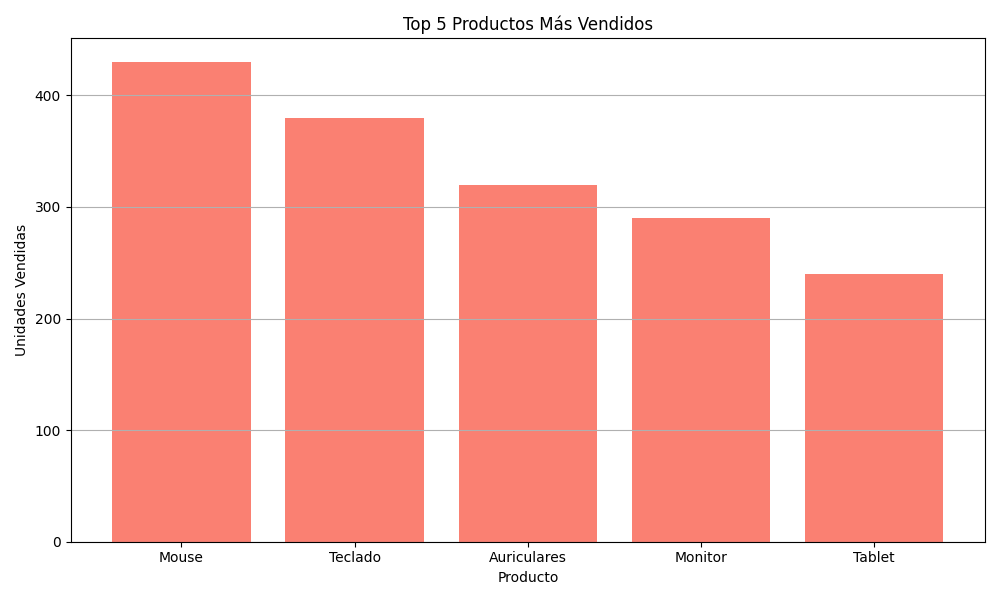 Top 5 Productos Más Vendidos
Unidades Vendidas
400
300
200
100
0
Mouse Teclado Auriculares Monitor Tablet
Producto